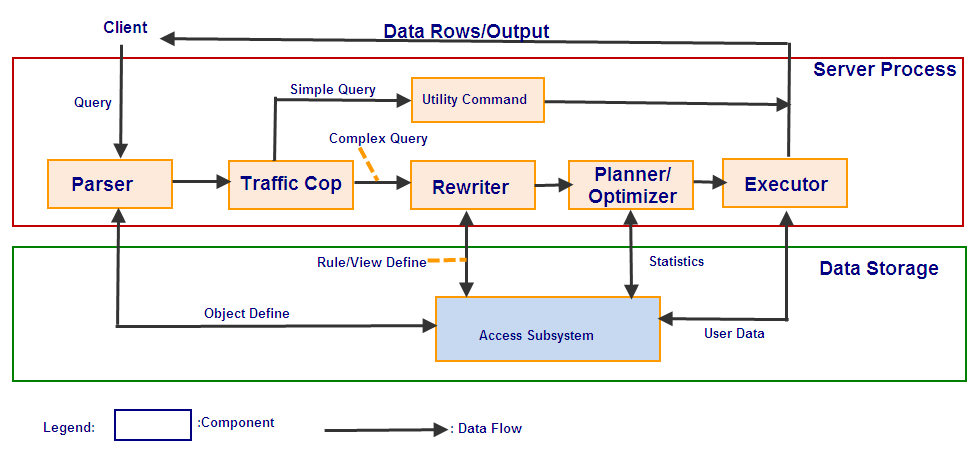 Client
Data Rows/Output
Server Process
Query
Simple Query
Utility Command
Complex Query
Parser
Traffic Cop
Rewriter
Planner/
Optimizer
Executor
Rule/View Define
Statistics
Data Storage
Object Define
Access Subsystem
User Data
Legend:
:Component
: Data Flow